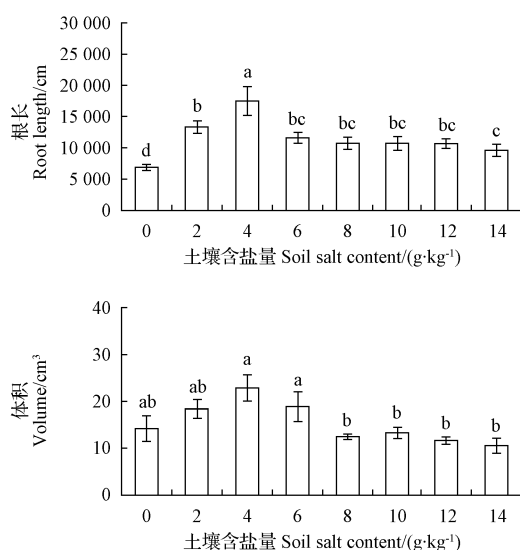 30 000
25 000
20 000
15 000
10 000
5 000
0
根长
Root length/cm
d
b
a
bc
bc
bc
bc
c
0 2 4 6 8 10 12 14
土壤含盐量 Soil salt content/(g·kg⁻¹)
40
30
20
10
0
体积
Volume/cm³
ab
ab
a
a
b
b
b
b
0 2 4 6 8 10 12 14
土壤含盐量 Soil salt content/(g·kg⁻¹)